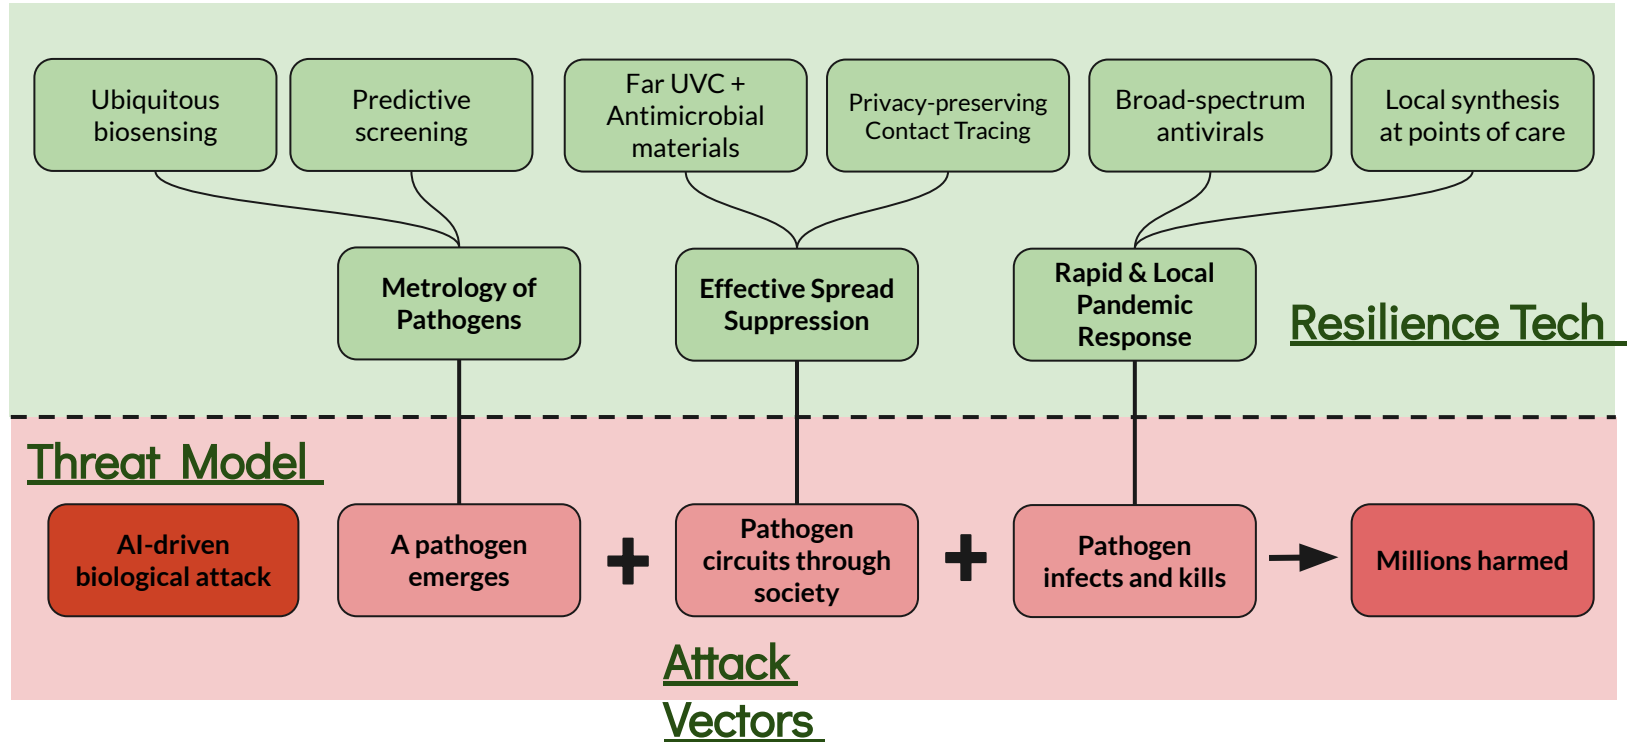 Ubiquitous
biosensing
Predictive
screening
Far UVC +
Antimicrobial
materials
Privacy-preserving
Contact Tracing
Broad-spectrum
antivirals
Local synthesis
at points of care
Metrology of
Pathogens
Effective Spread
Suppression
Rapid & Local
Pandemic
Response
Resilience Tech
Threat Model
AI-driven
biological attack
A pathogen
emerges
+
Pathogen
circuits through
society
+
Pathogen
infects and kills
Millions harmed
Attack
Vectors